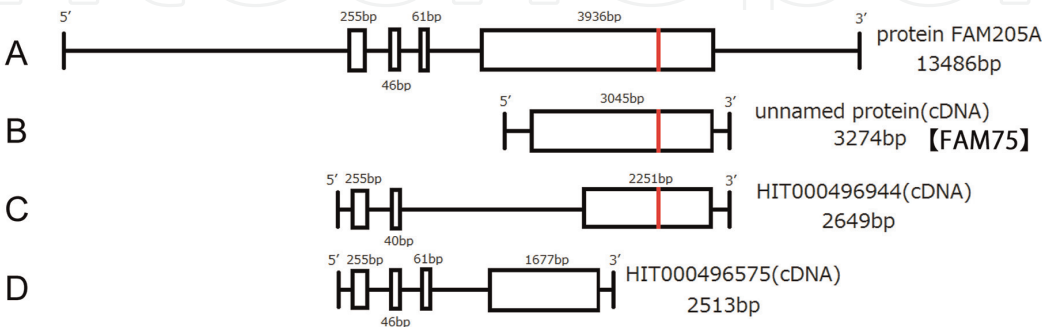 5′ 255bp 61bp 3936bp 3′
A
46bp
protein FAM205A
13486bp
5′ 3045bp 3′
B
unnamed protein(cDNA)
3274bp 【FAM75】
5′ 255bp 2251bp 3′
C
40bp
HIT000496944(cDNA)
2649bp
5′ 255bp 61bp 1677bp 3′
D
46bp
HIT000496575(cDNA)
2513bp